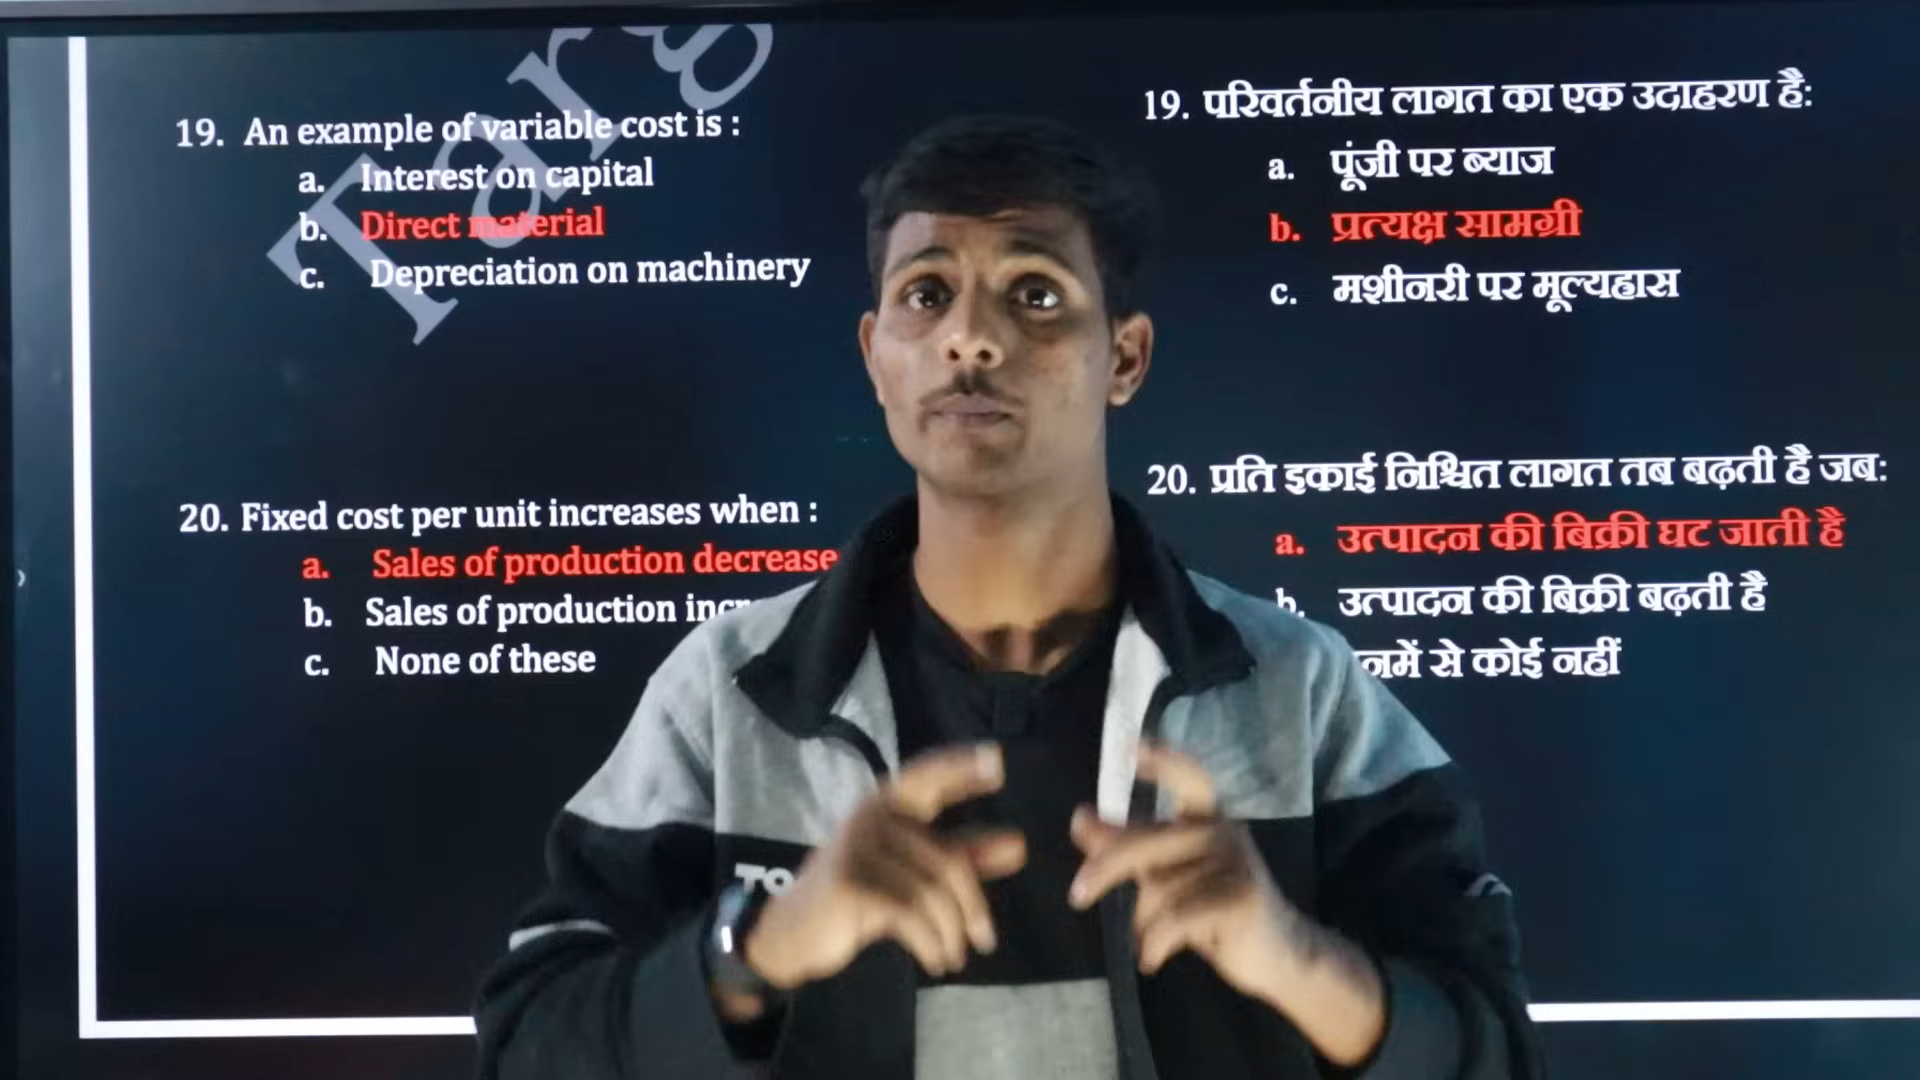 19. An example of variable cost is :
a. Interest on capital
b. Direct material
c. Depreciation on machinery
20. Fixed cost per unit increases when :
a. Sales of production decrease
b. Sales of production
c. None of these
19. परिवर्तनीय लागत का एक उदाहरण है:
a. पूंजी पर ब्याज
b. प्रत्यक्ष सामग्री
c. मशीनरी पर मूल्यहास
20. प्रति इकाई निश्चित लागत तब बढ़ती है जब:
a. उत्पादन की बिक्री घट जाती है
b. उत्पादन की बिक्री बढ़ती है
से कोई नहीं
Targ
TO